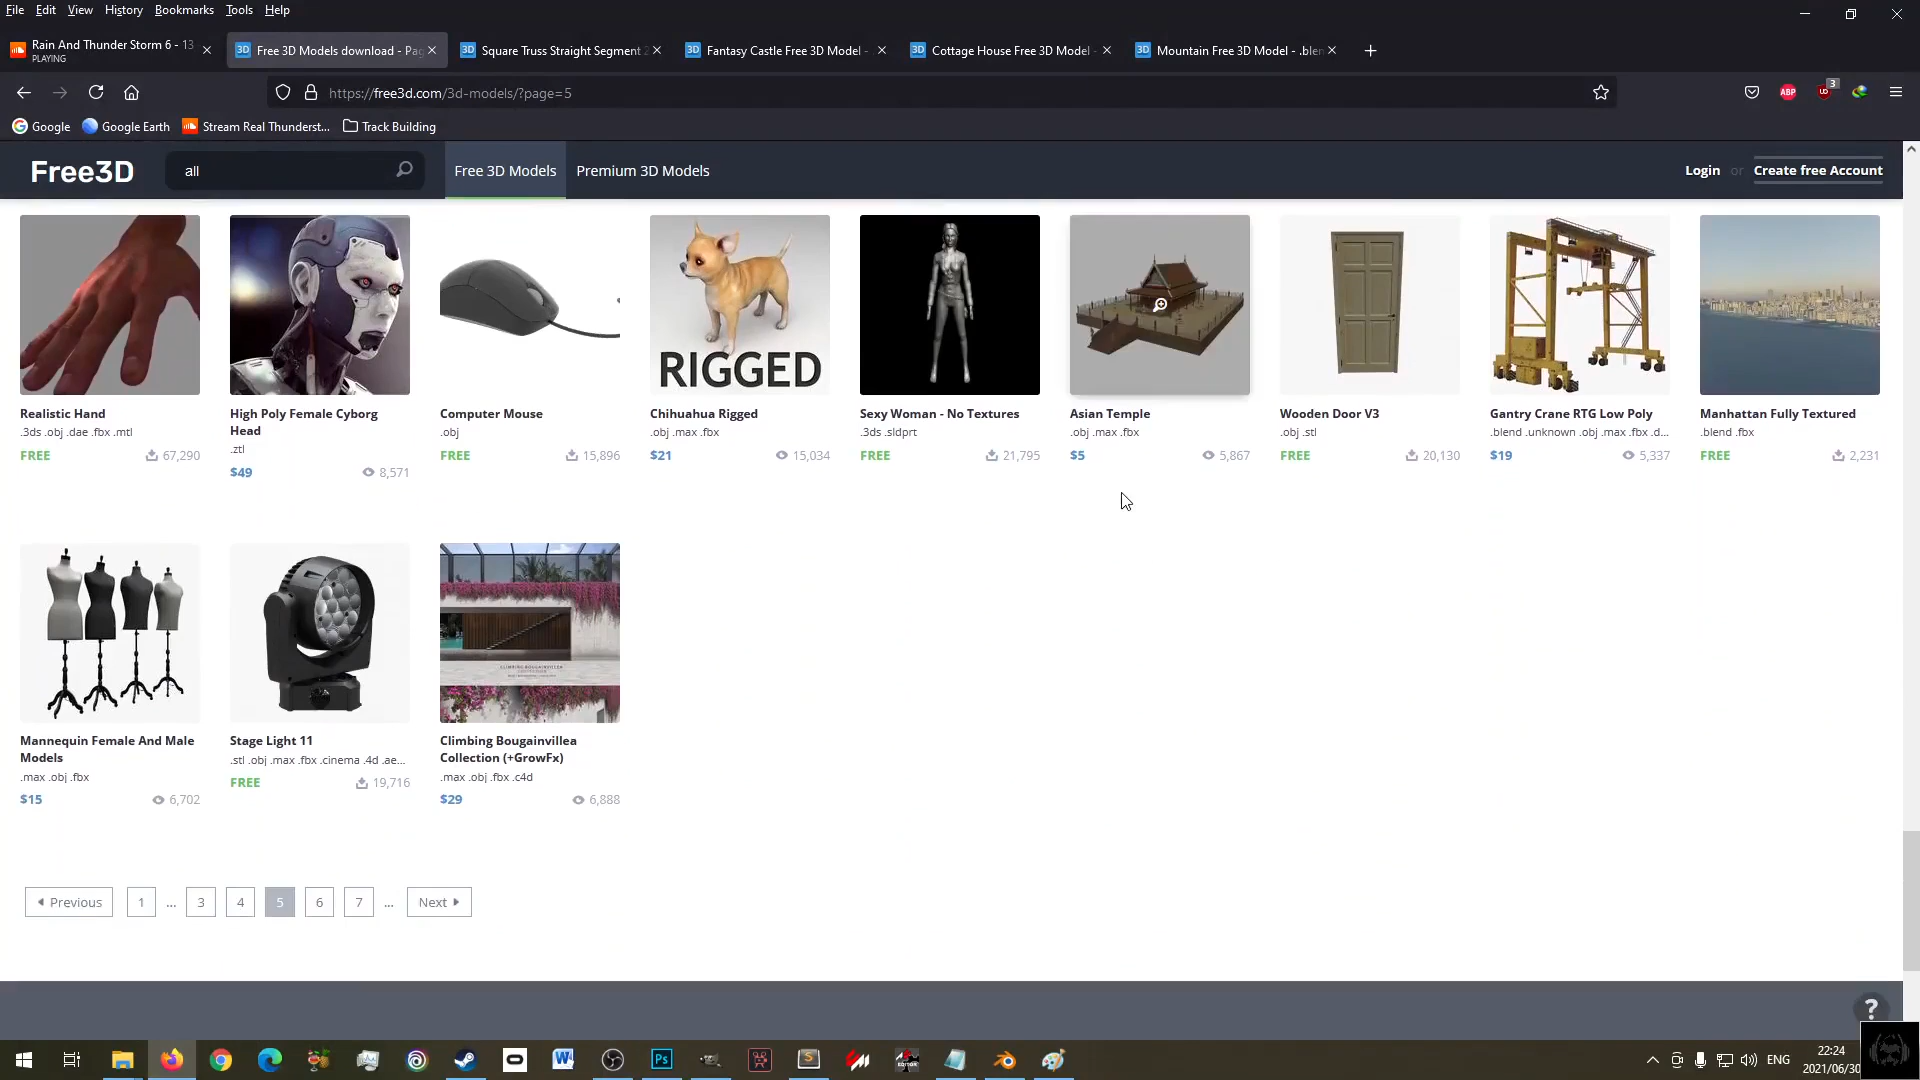 File Edit View History Bookmarks Tools Help
Rain And Thunder Storm 6 - 13
PLAYING
Free 3D Models download - Pag
Square Truss Straight Segment 2
Fantasy Castle Free 3D Model -
Cottage House Free 3D Model -
Mountain Free 3D Model - .blen
https://free3d.com/3d-models/?page=5
ABP
3
Google Google Earth Stream Real Thunderst... Track Building
Free3D all Free 3D Models Premium 3D Models Login or Create free Account
RIGGED
Realistic Hand
.3ds .obj .dae .fbx .mtl
FREE 67,290
High Poly Female Cyborg
Head
.ztl
$49 8,571
Computer Mouse
.obj
FREE 15,896
Chihuahua Rigged
.obj .max .fbx
$21 15,034
Sexy Woman - No Textures
.3ds .sldprt
FREE 21,795
Asian Temple
.obj .max .fbx
$5 5,867
Wooden Door V3
.obj .stl
FREE 20,130
Gantry Crane RTG Low Poly
.blend .unknown .obj .max .fbx .d...
$19 5,337
Manhattan Fully Textured
.blend .fbx
FREE 2,231
CLIMBING BOUGAINVILLEA
Mannequin Female And Male
Models
.max .obj .fbx
$15 6,702
Stage Light 11
.stl .obj .max .fbx .cinema .4d .ae...
FREE 19,716
Climbing Bougainvillea
Collection (+GrowFx)
.max .obj .fbx .c4d
$29 6,888
Previous 1 ... 3 4 5 6 7 ... Next
?
W Ps S EDITOR
ENG
22:24
2021/06/30